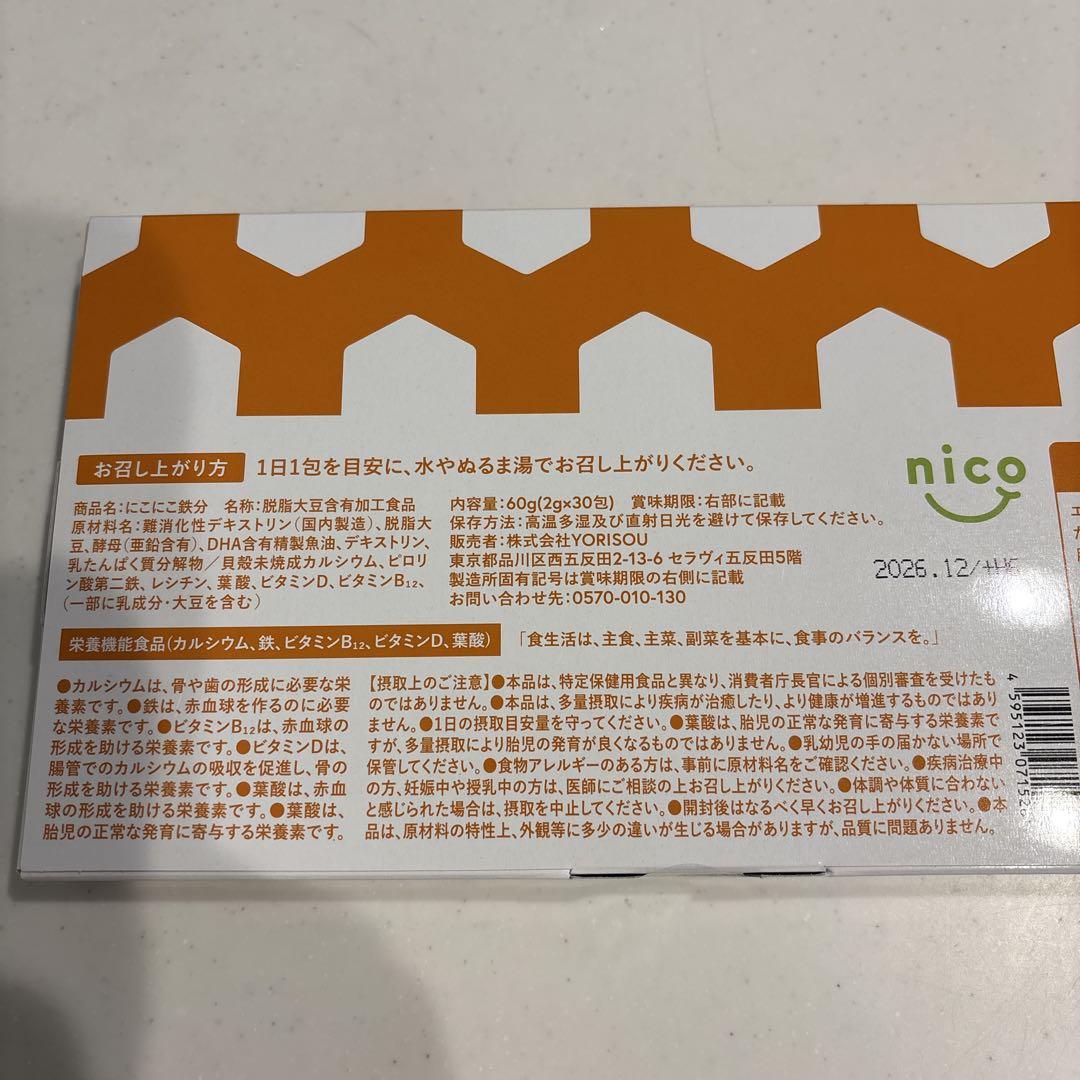 お召し上がり方 1日1包を目安に、水やぬるま湯でお召し上がりください。
nico
商品名:にこにこ鉄分 名称:脱脂大豆含有加工食品
原材料名:難消化性デキストリン(国内製造)、脱脂大
豆、酵母(亜鉛含有)、DHA含有精製魚油、デキストリン、
乳たんぱく質分解物/貝殻未焼成カルシウム、ピロリ
ン酸第二鉄、レシチン、葉酸、ビタミンD、ビタミンB12、
(一部に乳成分・大豆を含む)
内容量:60g(2g×30包) 賞味期限:右部に記載
保存方法:高温多湿及び直射日光を避けて保存してください。
販売者:株式会社YORISOU
東京都品川区西五反田2-13-6 セラヴィ五反田5階
製造所固有記号は賞味期限の右側に記載
お問い合わせ先:0570-010-130
2026.12
栄養機能食品(カルシウム、鉄、ビタミンB12、ビタミンD、葉酸) 「食生活は、主食、主菜、副菜を基本に、食事のバランスを。」
●カルシウムは、骨や歯の形成に必要な栄
養素です。●鉄は、赤血球を作るのに必要
な栄養素です。●ビタミンB12は、赤血球の
形成を助ける栄養素です。●ビタミンDは、
腸管でのカルシウムの吸収を促進し、骨の
形成を助ける栄養素です。●葉酸は、赤血
球の形成を助ける栄養素です。●葉酸は、
胎児の正常な発育に寄与する栄養素です。
【摂取上のご注意】●本品は、特定保健用食品と異なり、消費者庁長官による個別審査を受けたも
のではありません。●本品は、多量摂取により疾病が治癒したり、より健康が増進するものではあり
ません。●1日の摂取目安量を守ってください。●葉酸は、胎児の正常な発育に寄与する栄養素で
すが、多量摂取により胎児の発育が良くなるものではありません。●乳幼児の手の届かない場所で
保管してください。●食物アレルギーのある方は、事前に原材料名をご確認ください。●疾病治療中
の方、妊娠中や授乳中の方は、医師にご相談の上お召し上がりください。●体調や体質に合わない
と感じられた場合は、摂取を中止してください。●開封後はなるべく早くお召し上がりください。●本
品は、原材料の特性上、外観等に多少の違いが生じる場合がありますが、品質に問題ありません。